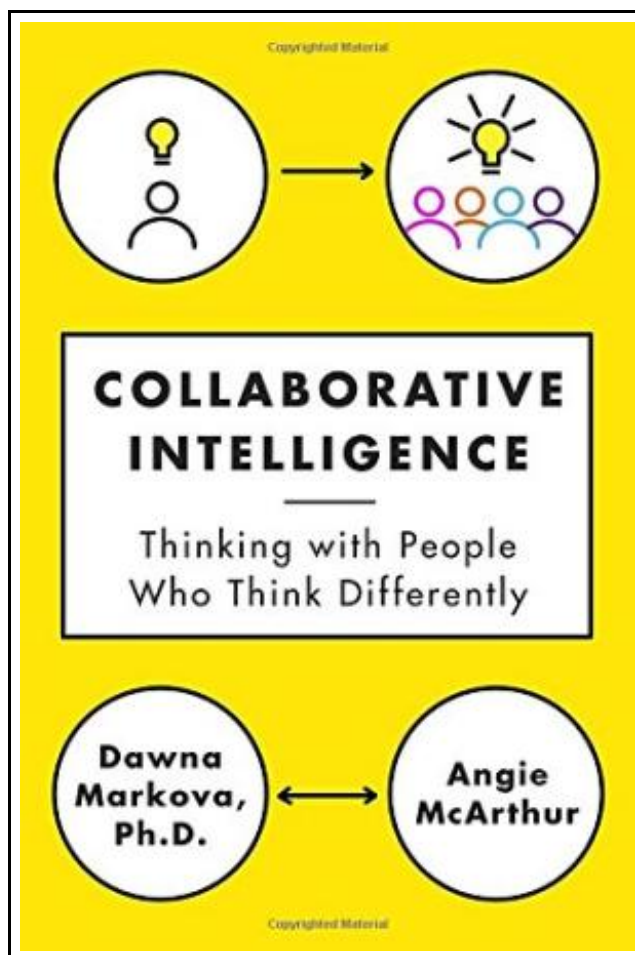 Copyrighted Material
COLLABORATIVE
INTELLIGENCE
Thinking with People
Who Think Differently
Dawna
Markova,
Ph.D.
Angie
McArthur
Copyrighted Material